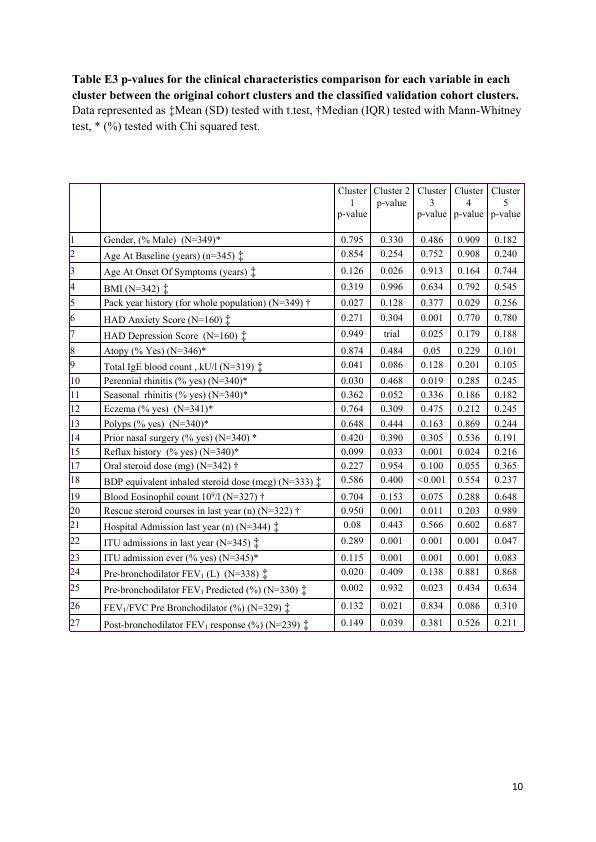 Table E3 p-values for the clinical characteristics comparison for each variable in each
cluster between the original cohort clusters and the classified validation cohort clusters.
Data represented as ‡Mean (SD) tested with t.test, †Median (IQR) tested with Mann-Whitney
test, * (%) tested with Chi squared test.
Cluster 1 p-value Cluster 2 p-value Cluster 3 p-value Cluster 4 p-value Cluster 5 p-value
1 Gender, (% Male) (N=349)* 0.795 0.330 0.486 0.909 0.182
2 Age At Baseline (years) (n=345) ‡ 0.854 0.254 0.752 0.908 0.240
3 Age At Onset Of Symptoms (years) ‡ 0.126 0.026 0.913 0.164 0.744
4 BMI (N=342) ‡ 0.319 0.996 0.634 0.792 0.545
5 Pack year history (for whole population) (N=349) † 0.027 0.128 0.377 0.029 0.256
6 HAD Anxiety Score (N=160) ‡ 0.271 0.304 0.001 0.770 0.780
7 HAD Depression Score (N=160) ‡ 0.949 trial 0.025 0.179 0.188
8 Atopy (% Yes) (N=346)* 0.874 0.484 0.05 0.229 0.101
9 Total IgE blood count , kU/l (N=319) ‡ 0.041 0.086 0.128 0.201 0.105
10 Perennial rhinitis (% yes) (N=340)* 0.030 0.468 0.019 0.285 0.245
11 Seasonal rhinitis (% yes) (N=340)* 0.362 0.052 0.336 0.186 0.182
12 Eczema (% yes) (N=341)* 0.764 0.309 0.475 0.212 0.245
13 Polyps (% yes) (N=340)* 0.648 0.444 0.163 0.869 0.244
14 Prior nasal surgery (% yes) (N=340) * 0.420 0.390 0.305 0.536 0.191
15 Reflux history (% yes) (N=340)* 0.099 0.033 0.001 0.024 0.216
17 Oral steroid dose (mg) (N=342) † 0.227 0.954 0.100 0.055 0.365
18 BDP equivalent inhaled steroid dose (mcg) (N=333) ‡ 0.586 0.400 <0.001 0.554 0.237
19 Blood Eosinophil count 10⁹/l (N=327) † 0.704 0.153 0.075 0.288 0.648
20 Rescue steroid courses in last year (n) (N=322) † 0.950 0.001 0.011 0.203 0.989
21 Hospital Admission last year (n) (N=344) ‡ 0.08 0.443 0.566 0.602 0.687
22 ITU admissions in last year (N=345) ‡ 0.289 0.001 0.001 0.001 0.047
23 ITU admission ever (% yes) (N=345)* 0.115 0.001 0.001 0.001 0.083
24 Pre-bronchodilator FEV₁ (L) (N=338) ‡ 0.020 0.409 0.138 0.881 0.868
25 Pre-bronchodilator FEV₁ Predicted (%) (N=330) ‡ 0.002 0.932 0.023 0.434 0.634
26 FEV₁/FVC Pre Bronchodilator (%) (N=329) ‡ 0.132 0.021 0.834 0.086 0.310
27 Post-bronchodilator FEV₁ response (%) (N=239) ‡ 0.149 0.039 0.381 0.526 0.211
10